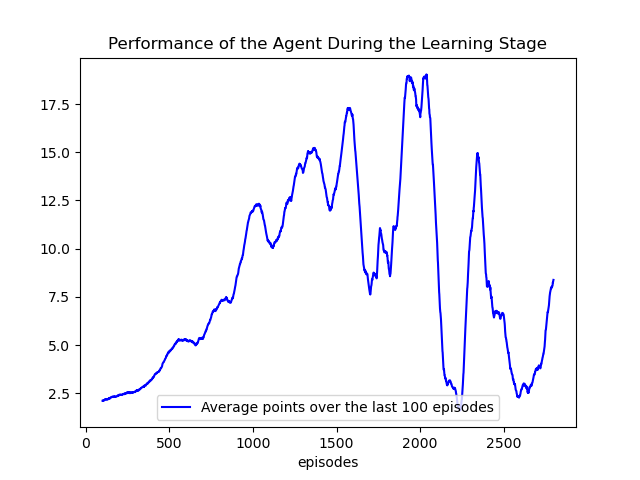 Performance of the Agent During the Learning Stage
17.5
15.0
12.5
10.0
7.5
5.0
2.5
Average points over the last 100 episodes
0 500 1000 1500 2000 2500
episodes